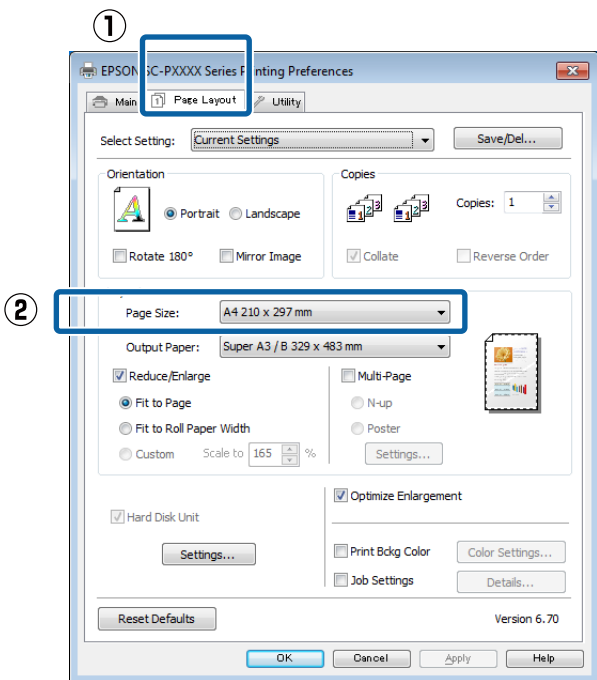 ①
EPSON SC-PXXXX Series Printing Preferences
Main Page Layout Utility
Select Setting: Current Settings Save/Del...
Orientation Copies
Portrait Landscape Copies: 1
Rotate 180° Mirror Image Collate Reverse Order
②
Page Size: A4 210 x 297 mm
Output Paper: Super A3 / B 329 x 483 mm
Reduce/Enlarge Multi-Page
Fit to Page N-up
Fit to Roll Paper Width Poster
Custom Scale to 165 % Settings...
Optimize Enlargement
Hard Disk Unit
Settings... Print Bckg Color Color Settings...
Job Settings Details...
Reset Defaults Version 6.70
OK Cancel Apply Help